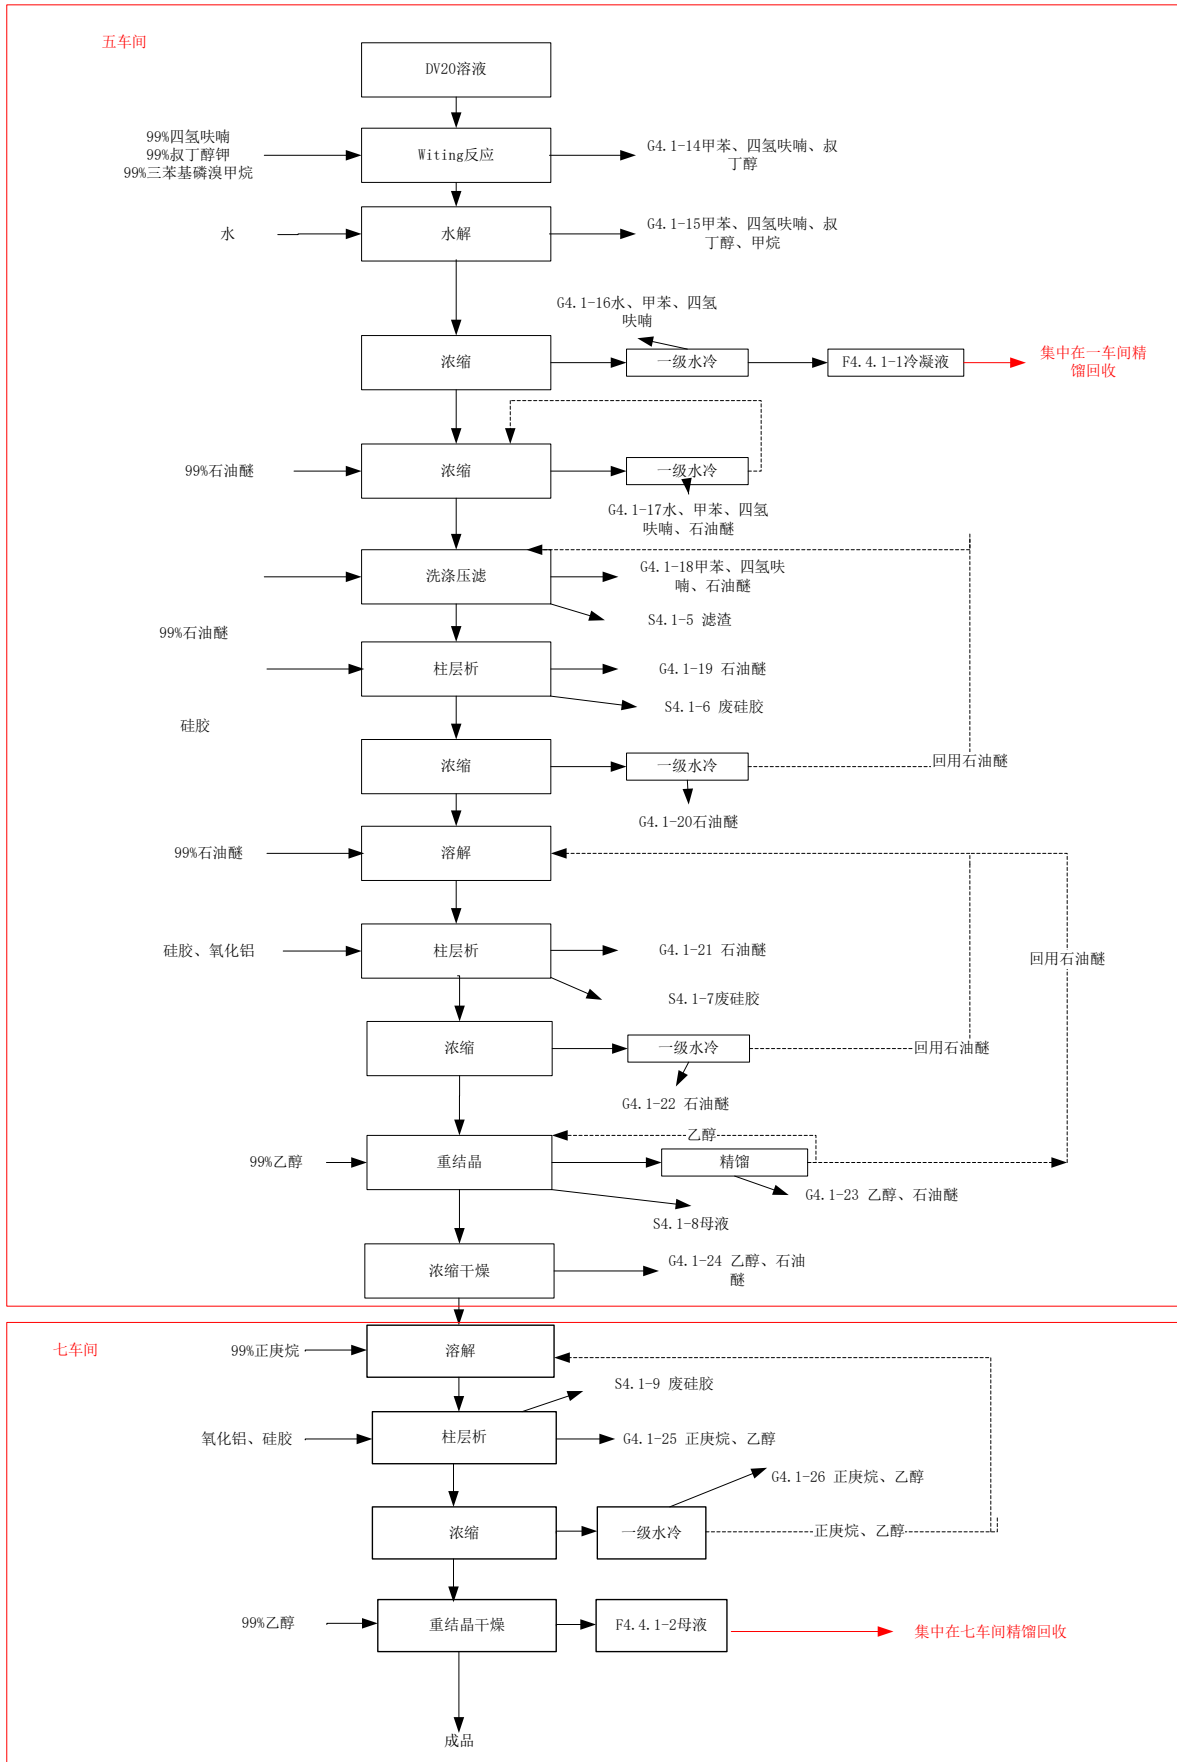 五车间
DV20溶液
99%四氢呋喃
99%叔丁醇钾
99%三苯基磷溴甲烷
Witing反应
G4.1-14甲苯、四氢呋喃、叔
丁醇
水
水解
G4.1-15甲苯、四氢呋喃、叔
丁醇、甲烷
G4.1-16水、甲苯、四氢
呋喃
浓缩
一级水冷
F4.4.1-1冷凝液
集中在一车间精
馏回收
99%石油醚
浓缩
一级水冷
G4.1-17水、甲苯、四氢
呋喃、石油醚
洗涤压滤
G4.1-18甲苯、四氢呋
喃、石油醚
S4.1-5 滤渣
99%石油醚
柱层析
G4.1-19 石油醚
S4.1-6 废硅胶
硅胶
浓缩
一级水冷
回用石油醚
G4.1-20石油醚
99%石油醚
溶解
硅胶、氧化铝
柱层析
G4.1-21 石油醚
回用石油醚
S4.1-7废硅胶
浓缩
一级水冷
回用石油醚
G4.1-22 石油醚
乙醇
99%乙醇
重结晶
精馏
G4.1-23 乙醇、石油醚
S4.1-8母液
浓缩干燥
G4.1-24 乙醇、石油
醚
七车间
99%正庚烷
溶解
S4.1-9 废硅胶
氧化铝、硅胶
柱层析
G4.1-25 正庚烷、乙醇
G4.1-26 正庚烷、乙醇
浓缩
一级水冷
正庚烷、乙醇
99%乙醇
重结晶干燥
F4.4.1-2母液
集中在七车间精馏回收
成品